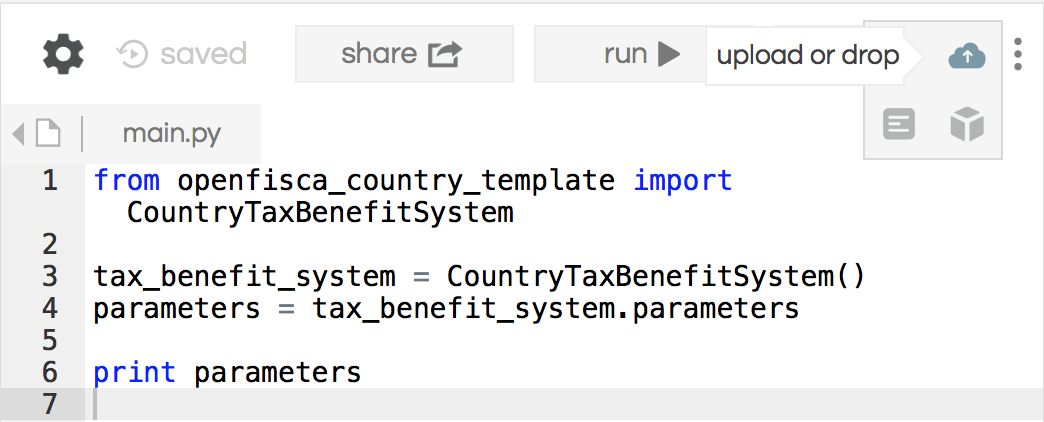 saved
share
run
upload or drop
main.py
1 from openfisca_country_template import
CountryTaxBenefitSystem
2
3 tax_benefit_system = CountryTaxBenefitSystem()
4 parameters = tax_benefit_system.parameters
5
6 print parameters
7